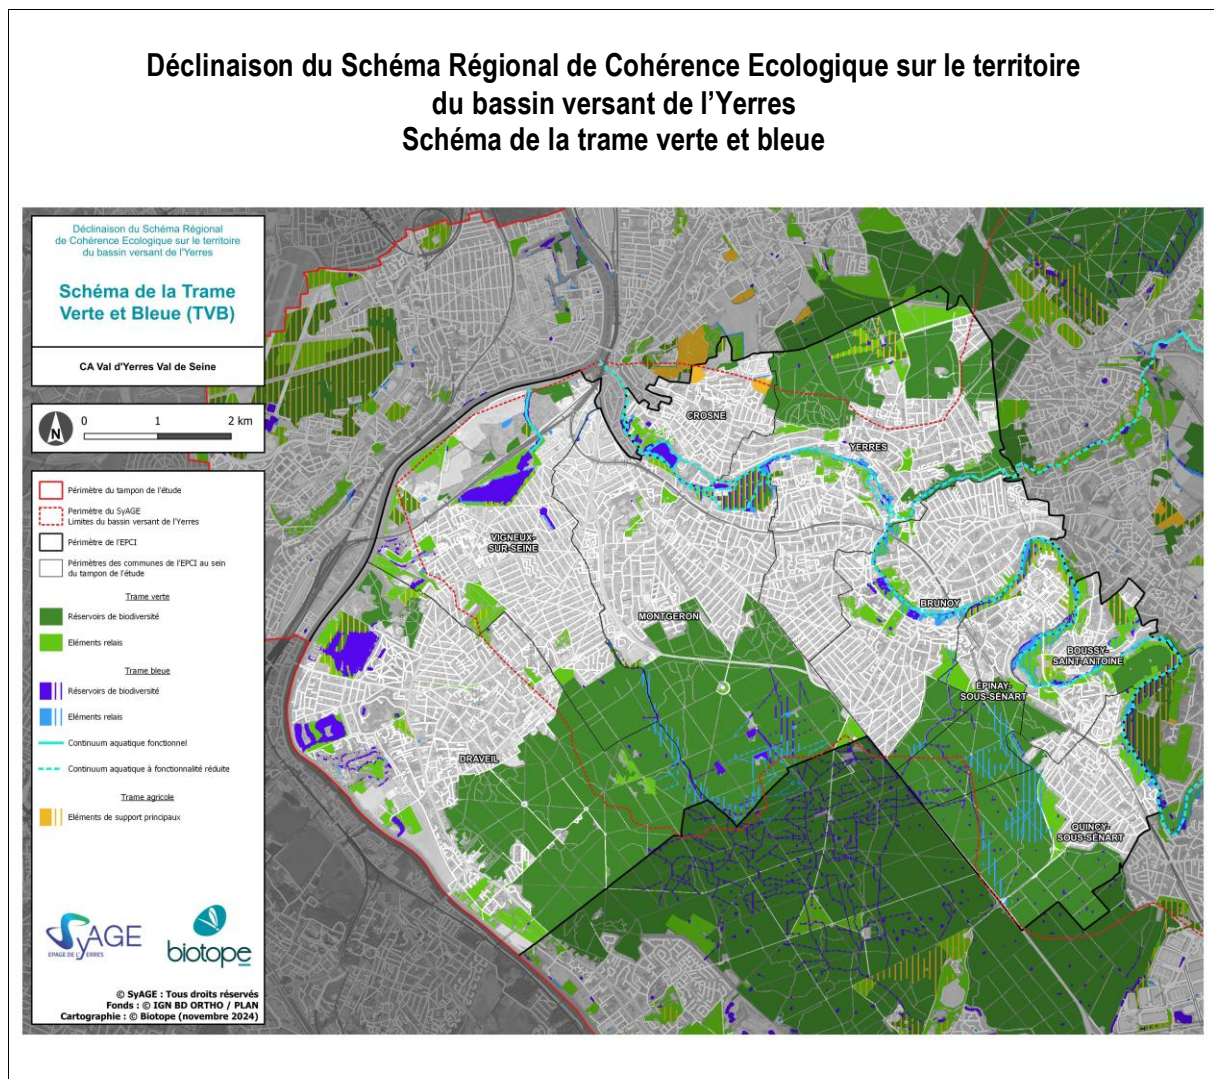 Déclinaison du Schéma Régional de Cohérence Ecologique sur le territoire
du bassin versant de l’Yerres
Schéma de la trame verte et bleue
Déclinaison du Schéma Régional
de Cohérence Ecologique sur le territoire
du bassin versant de l'Yerres
Schéma de la Trame
Verte et Bleue (TVB)
CA Val d'Yerres Val de Seine
N
0 1 2 km
Périmètre du tampon de l'étude
Perimètre du SyAGE
Limites du bassin versant de l'Yerres
Périmètre de l'EPCI
Périmètres des communes de l'EPCI au sein
du tampon de l'étude
Trame verte
Réservoirs de biodiversité
Eléments relais
Trame bleue
Réservoirs de biodiversité
Eléments relais
Continuum aquatique fonctionnel
Continuum aquatique à fonctionnalité réduite
Trame agricole
Eléments de support principaux
SyAGE
EPAGE DE L'YERRES
biotope
© SyAGE : Tous droits réservés
Fonds : © IGN BD ORTHO / PLAN
Cartographie : © Biotope (novembre 2024)
CROSNE
YERRES
VIGNEUX-
SUR-SEINE
MONTGERON
BRUNOY
BOUSSY-
SAINT-ANTOINE
ÉPINAY-
SOUS-SÉNART
DRAVEIL
QUINCY-
SOUS-SÉNART